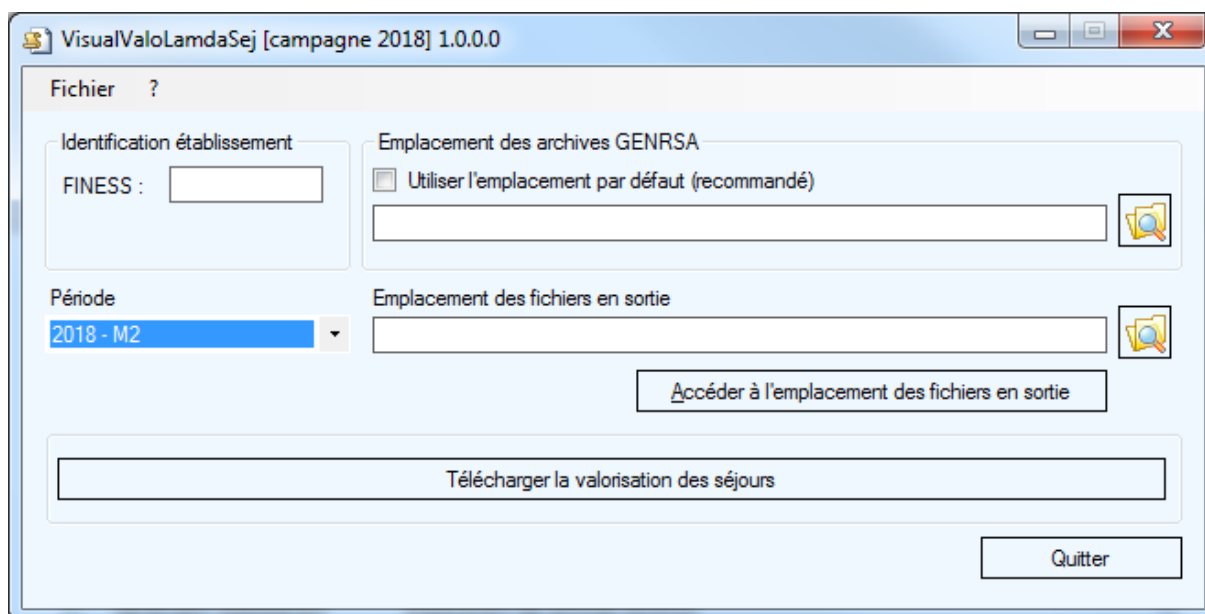 VisualValoLamdaSej [campagne 2018] 1.0.0.0
Fichier ?
Identification établissement
FINESS :
Emplacement des archives GENRSA
Utiliser l'emplacement par défaut (recommandé)
Période
2018 - M2
Emplacement des fichiers en sortie
Accéder à l'emplacement des fichiers en sortie
Télécharger la valorisation des séjours
Quitter